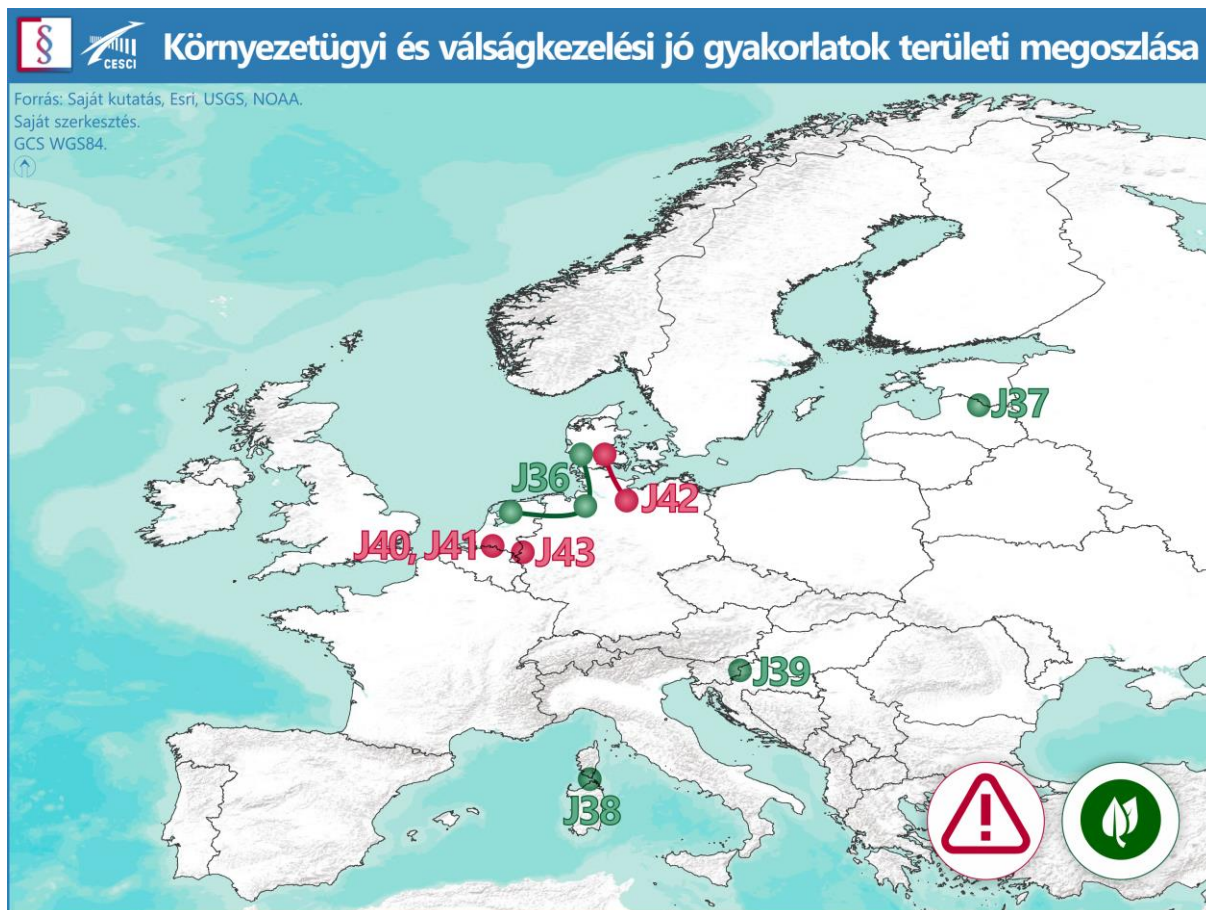 §
CESCI
Környezetügyi és válságkezelési jó gyakorlatok területi megoszlása
Forrás: Saját kutatás, Esri, USGS, NOAA.
Saját szerkesztés.
GCS WGS84.
J37
J36
J42
J40, J41
J43
J39
J38